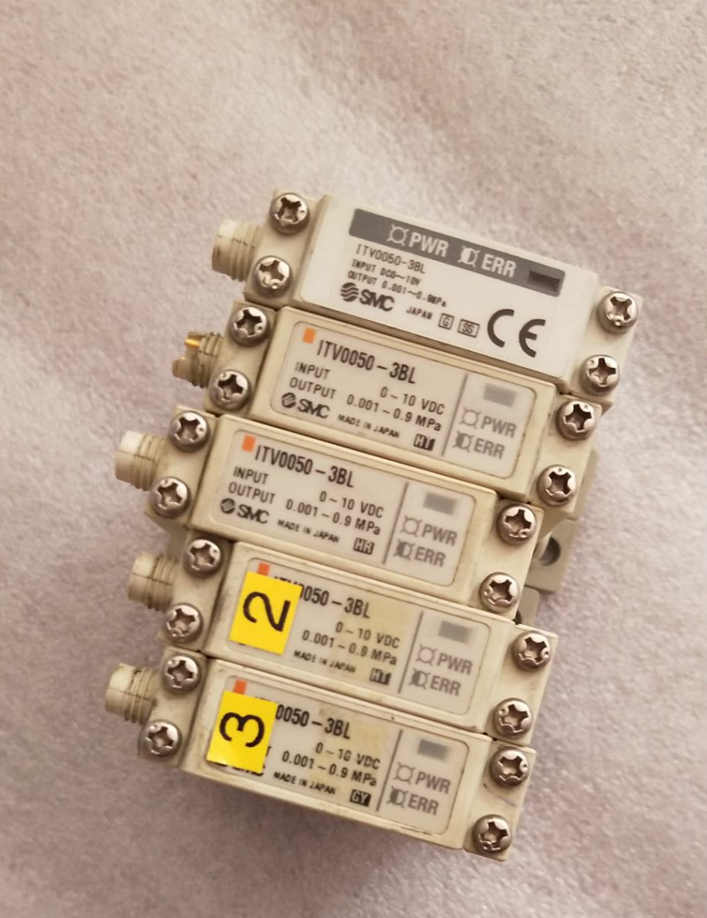 PWR ERR
ITV0050-3BL
INPUT DC0~10V
OUTPUT 0.001~0.9MPa
SMC JAPAN G SS CE
ITV0050-3BL
INPUT 0~10 VDC
OUTPUT 0.001-0.9 MPa
SMC MADE IN JAPAN HT
PWR
ERR
ITV0050-3BL
INPUT 0~10 VDC
OUTPUT 0.001-0.9 MPa
SMC MADE IN JAPAN HR
PWR
ERR
2
0050-3BL
0~10 VDC
0.001-0.9 MPa
MADE IN JAPAN HT
PWR
ERR
3
0050-3BL
0~10 VDC
0.001-0.9 MPa
MADE IN JAPAN GY
PWR
ERR